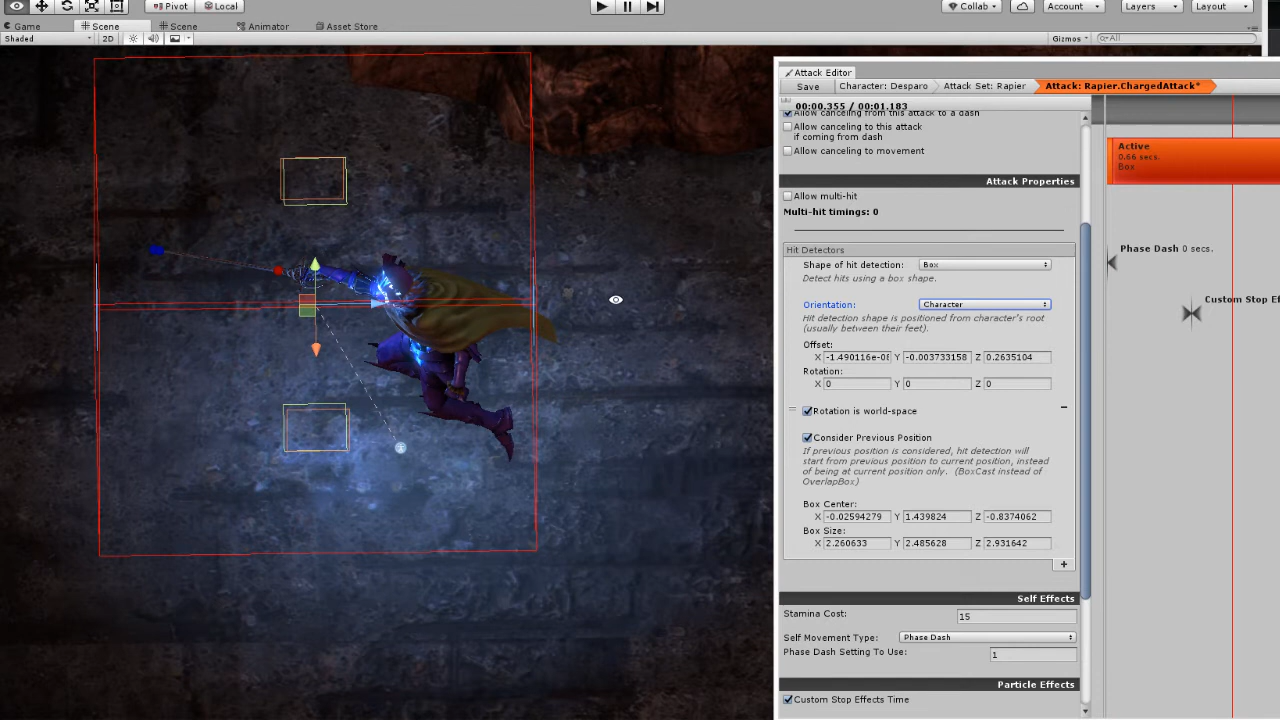 Pivot Local Collab Account Layers Layout
Game Scene Scene Animator Asset Store
Shaded 2D Gizmos All
Attack Editor
Save Character: Desparo Attack Set: Rapier Attack: Rapier.ChargedAttack*
00:00.355 / 00:01.183
Allow canceling from this attack to a dash
Allow canceling to this attack
if coming from dash
Allow canceling to movement
Active
0.66 secs.
Box
Attack Properties
Allow multi-hit
Multi-hit timings: 0
Hit Detectors
Shape of hit detection: Box
Detect hits using a box shape.
Orientation: Character
Hit detection shape is positioned from character's root
(usually between their feet).
Offset:
X -1.490116e-08 Y -0.003733158 Z 0.2635104
Rotation:
X 0 Y 0 Z 0
Rotation is world-space
Consider Previous Position
If previous position is considered, hit detection will
start from previous position to current position, instead
of being at current position only. (BoxCast instead of
OverlapBox)
Box Center:
X -0.02594279 Y 1.439824 Z -0.8374062
Box Size:
X 2.260633 Y 2.485628 Z 2.931642
+
Phase Dash 0 secs.
Custom Stop Ef
Self Effects
Stamina Cost: 15
Self Movement Type: Phase Dash
Phase Dash Setting To Use: 1
Particle Effects
Custom Stop Effects Time